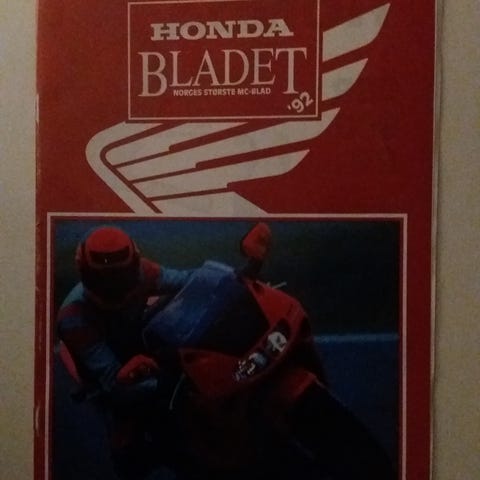 HONDA
BLADET
NORGES STØRSTE MC-BLAD
'92